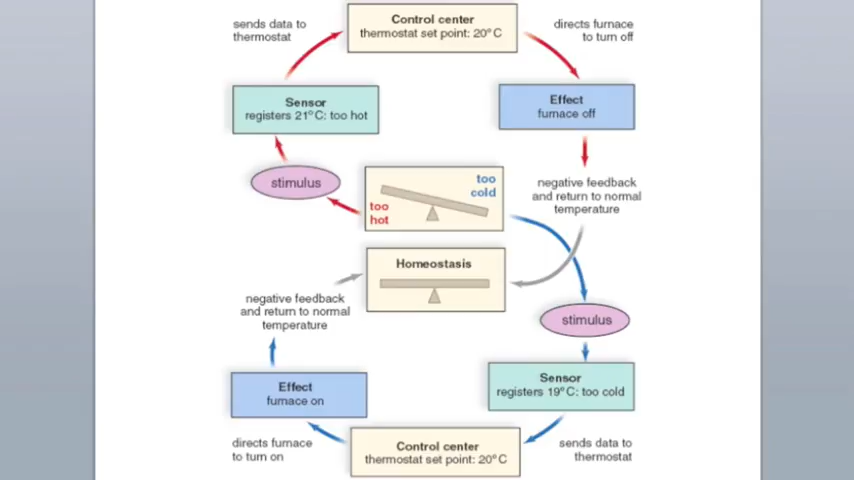 Control center
thermostat set point: 20°C
sends data to
thermostat
directs furnace
to turn off
Sensor
registers 21°C: too hot
Effect
furnace off
stimulus
too
cold
too
hot
negative feedback
and return to normal
temperature
Homeostasis
negative feedback
and return to normal
temperature
stimulus
Sensor
registers 19°C: too cold
Effect
furnace on
directs furnace
to turn on
Control center
thermostat set point: 20°C
sends data to
thermostat